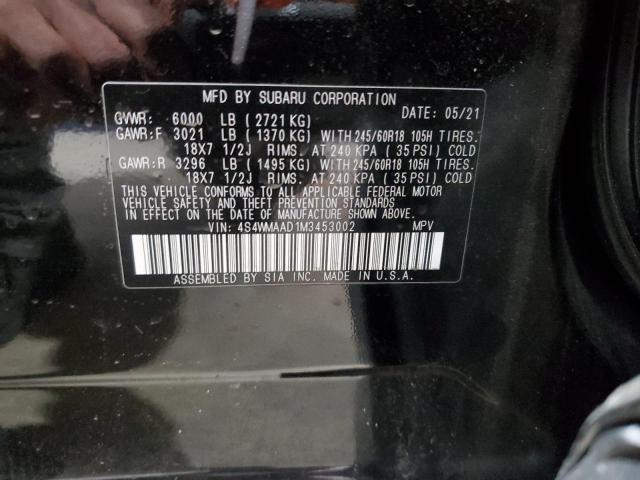 MFD BY SUBARU CORPORATION
DATE: 05/21
GVWR: 6000 LB (2721 KG)
GAWR:F 3021 LB (1370 KG) WITH 245/60R18 105H TIRES.
18X7 1/2J RIMS. AT 240 KPA ( 35 PSI) COLD
GAWR:R 3296 LB (1495 KG) WITH 245/60R18 105H TIRES.
18X7 1/2J RIMS. AT 240 KPA ( 35 PSI) COLD
THIS VEHICLE CONFORMS TO ALL APPLICABLE FEDERAL MOTOR
VEHICLE SAFETY AND THEFT PREVENTION STANDARDS
IN EFFECT ON THE DATE OF MANUFACTURE SHOWN ABOVE.
VIN: 4S4WMAAD1M3453002 MPV
ASSEMBLED BY SIA INC. MADE IN U.S.A.